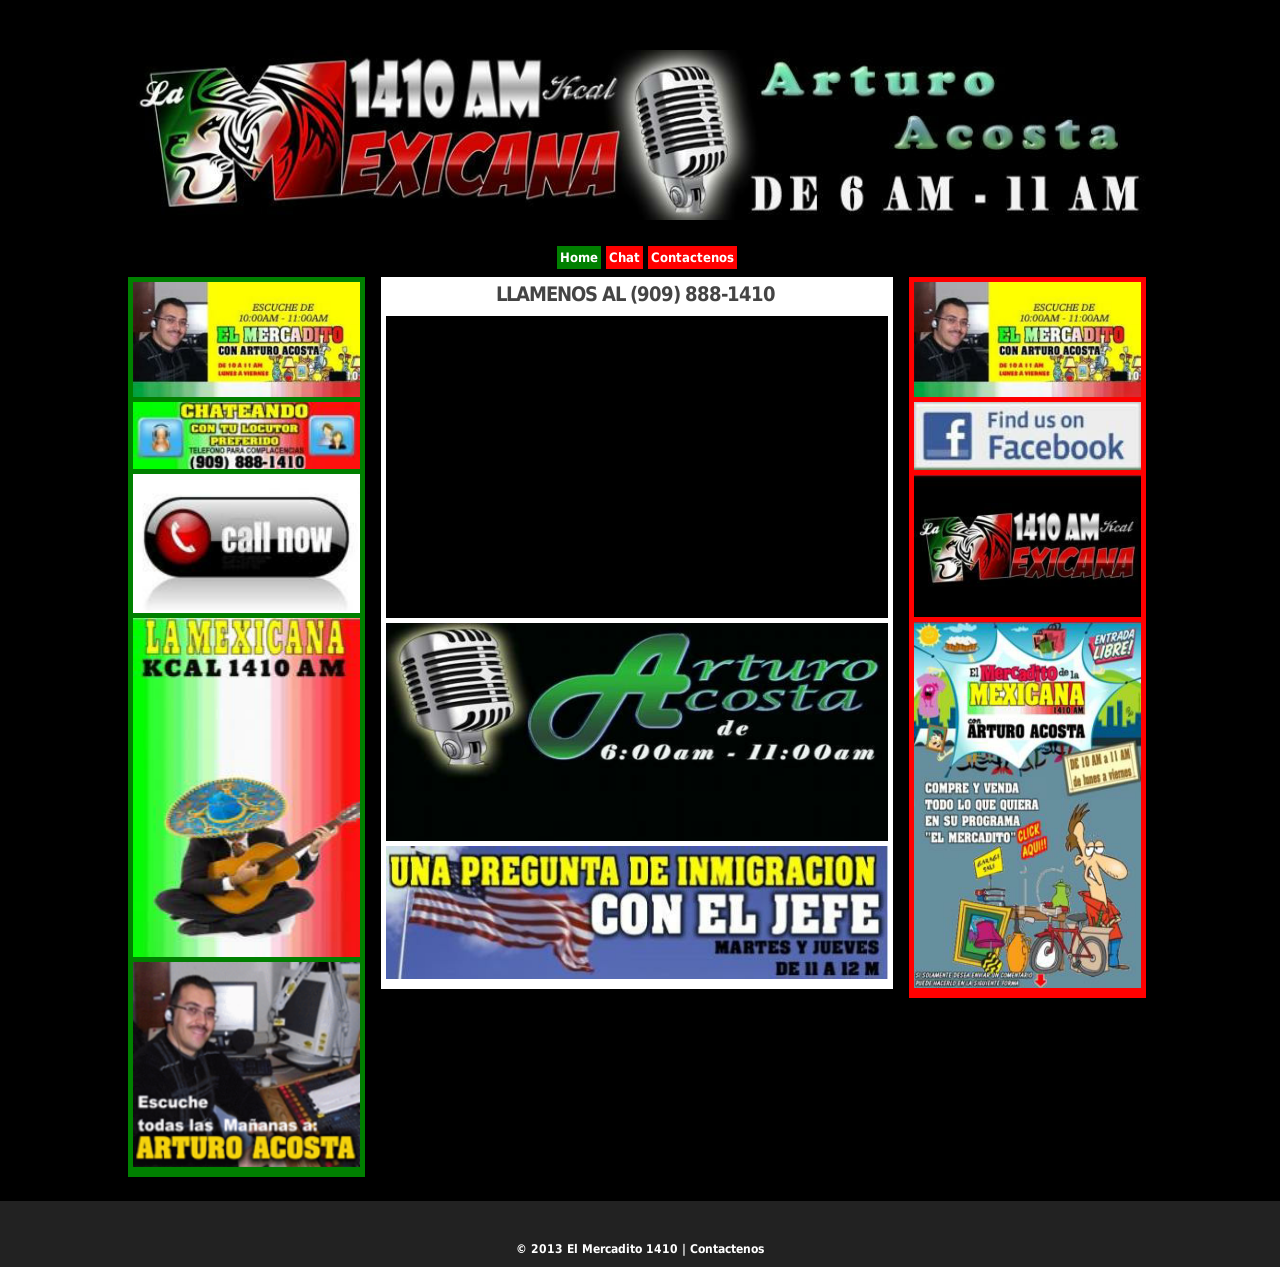 La MEXICANA 1410 AM Kcal
Arturo
Acosta
DE 6 AM - 11 AM
Home Chat Contactenos
ESCUCHE DE
10:00AM - 11:00AM
EL MERCADITO
CON ARTURO ACOSTA
DE 10 A 11 AM
LUNES A VIERNES
CHATEANDO
CON TU LOCUTOR
PREFERIDO
TELEFONO PARA COMPLACENCIAS
(909) 888-1410
call now
LA MEXICANA
KCAL 1410 AM
Escuche
todas las Mañanas a:
ARTURO ACOSTA
LLAMENOS AL (909) 888-1410
Arturo
Acosta
de
6:00am - 11:00am
UNA PREGUNTA DE INMIGRACION
CON EL JEFE
MARTES Y JUEVES
DE 11 A 12 M
ESCUCHE DE
10:00AM - 11:00AM
EL MERCADITO
CON ARTURO ACOSTA
DE 10 A 11 AM
LUNES A VIERNES
f Find us on
Facebook
La MEXICANA 1410 AM Kcal
ENTRADA
LIBRE!
El Mercadito de la
MEXICANA
1410 AM
con
ARTURO ACOSTA
DE 10 AM a 11 AM
de lunes a viernes
COMPRE Y VENDA
TODO LO QUE QUIERA
EN SU PROGRAMA
"EL MERCADITO"
CLICK
AQUI!!!
GARAGE
SALE
SI SOLAMENTE DESEA ENVIAR UN COMENTARIO
PUEDE HACERLO EN LA SIGUIENTE FORMA
© 2013 El Mercadito 1410 | Contactenos